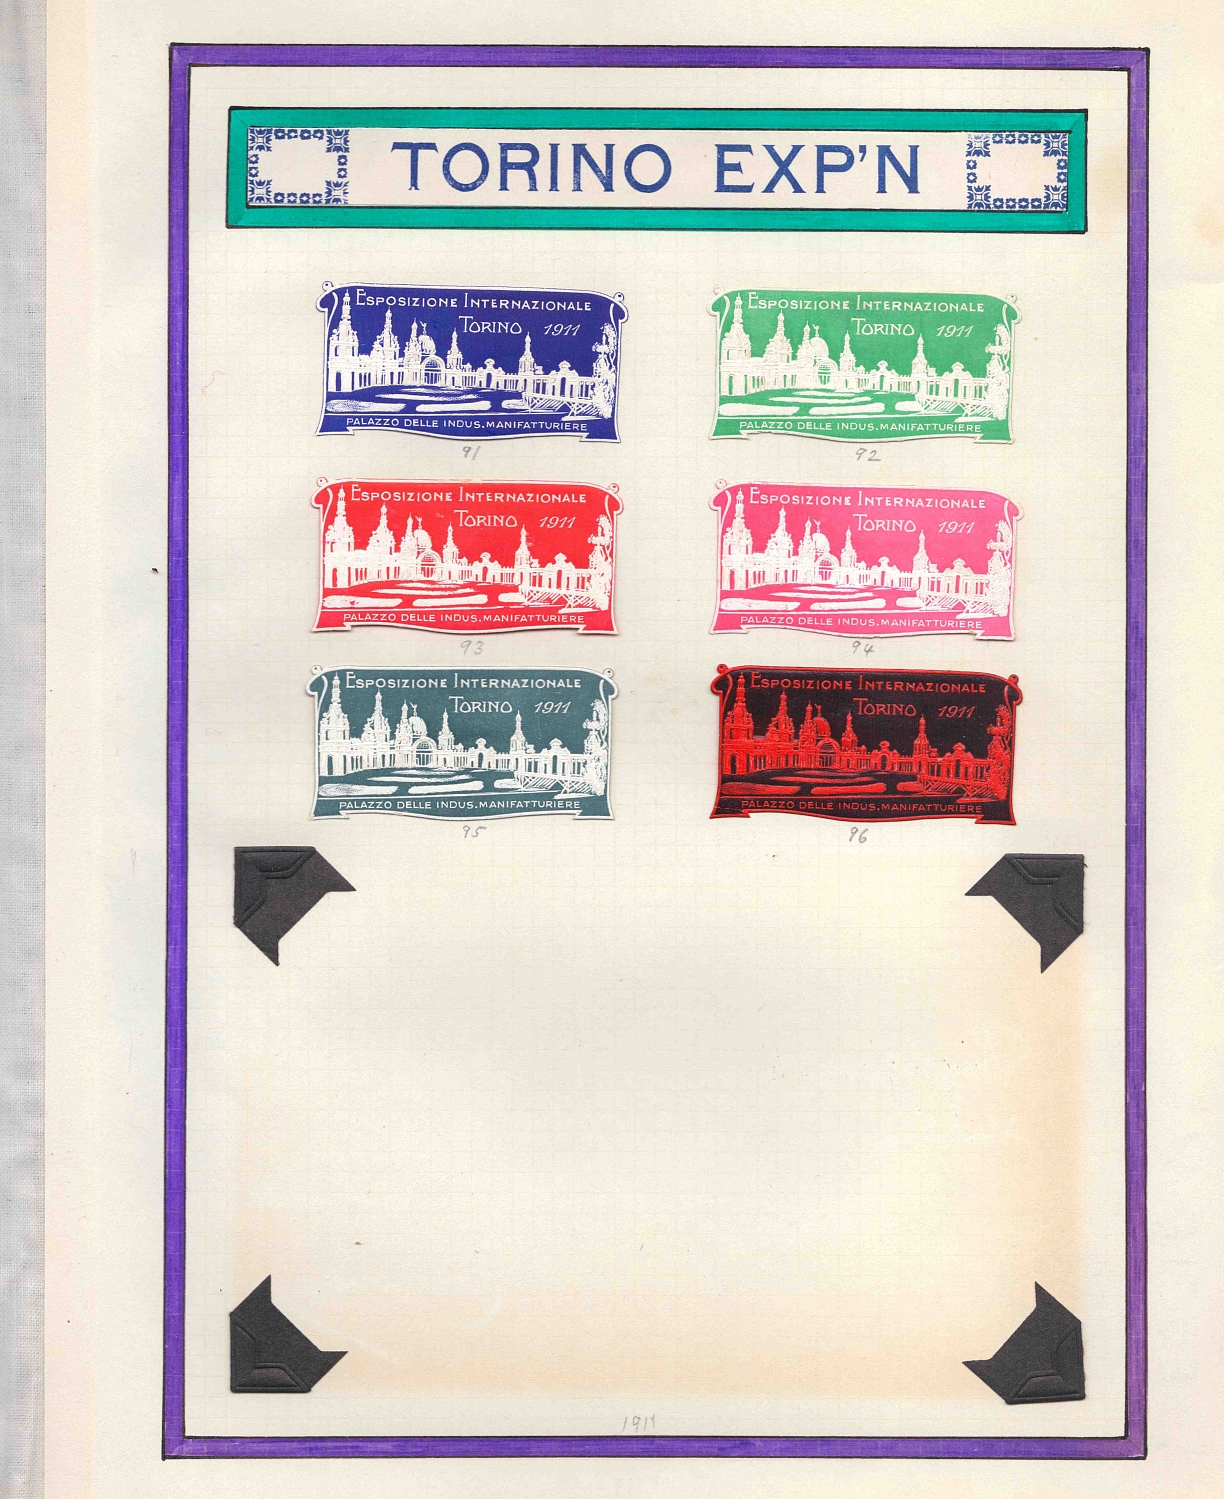 TORINO EXP'N
ESPOSIZIONE INTERNAZIONALE
TORINO 1911
PALAZZO DELLE INDUS. MANIFATTURIERE
91
ESPOSIZIONE INTERNAZIONALE
TORINO 1911
PALAZZO DELLE INDUS. MANIFATTURIERE
92
ESPOSIZIONE INTERNAZIONALE
TORINO 1911
PALAZZO DELLE INDUS. MANIFATTURIERE
93
ESPOSIZIONE INTERNAZIONALE
TORINO 1911
PALAZZO DELLE INDUS. MANIFATTURIERE
94
ESPOSIZIONE INTERNAZIONALE
TORINO 1911
PALAZZO DELLE INDUS. MANIFATTURIERE
95
ESPOSIZIONE INTERNAZIONALE
TORINO 1911
PALAZZO DELLE INDUS. MANIFATTURIERE
96
1911